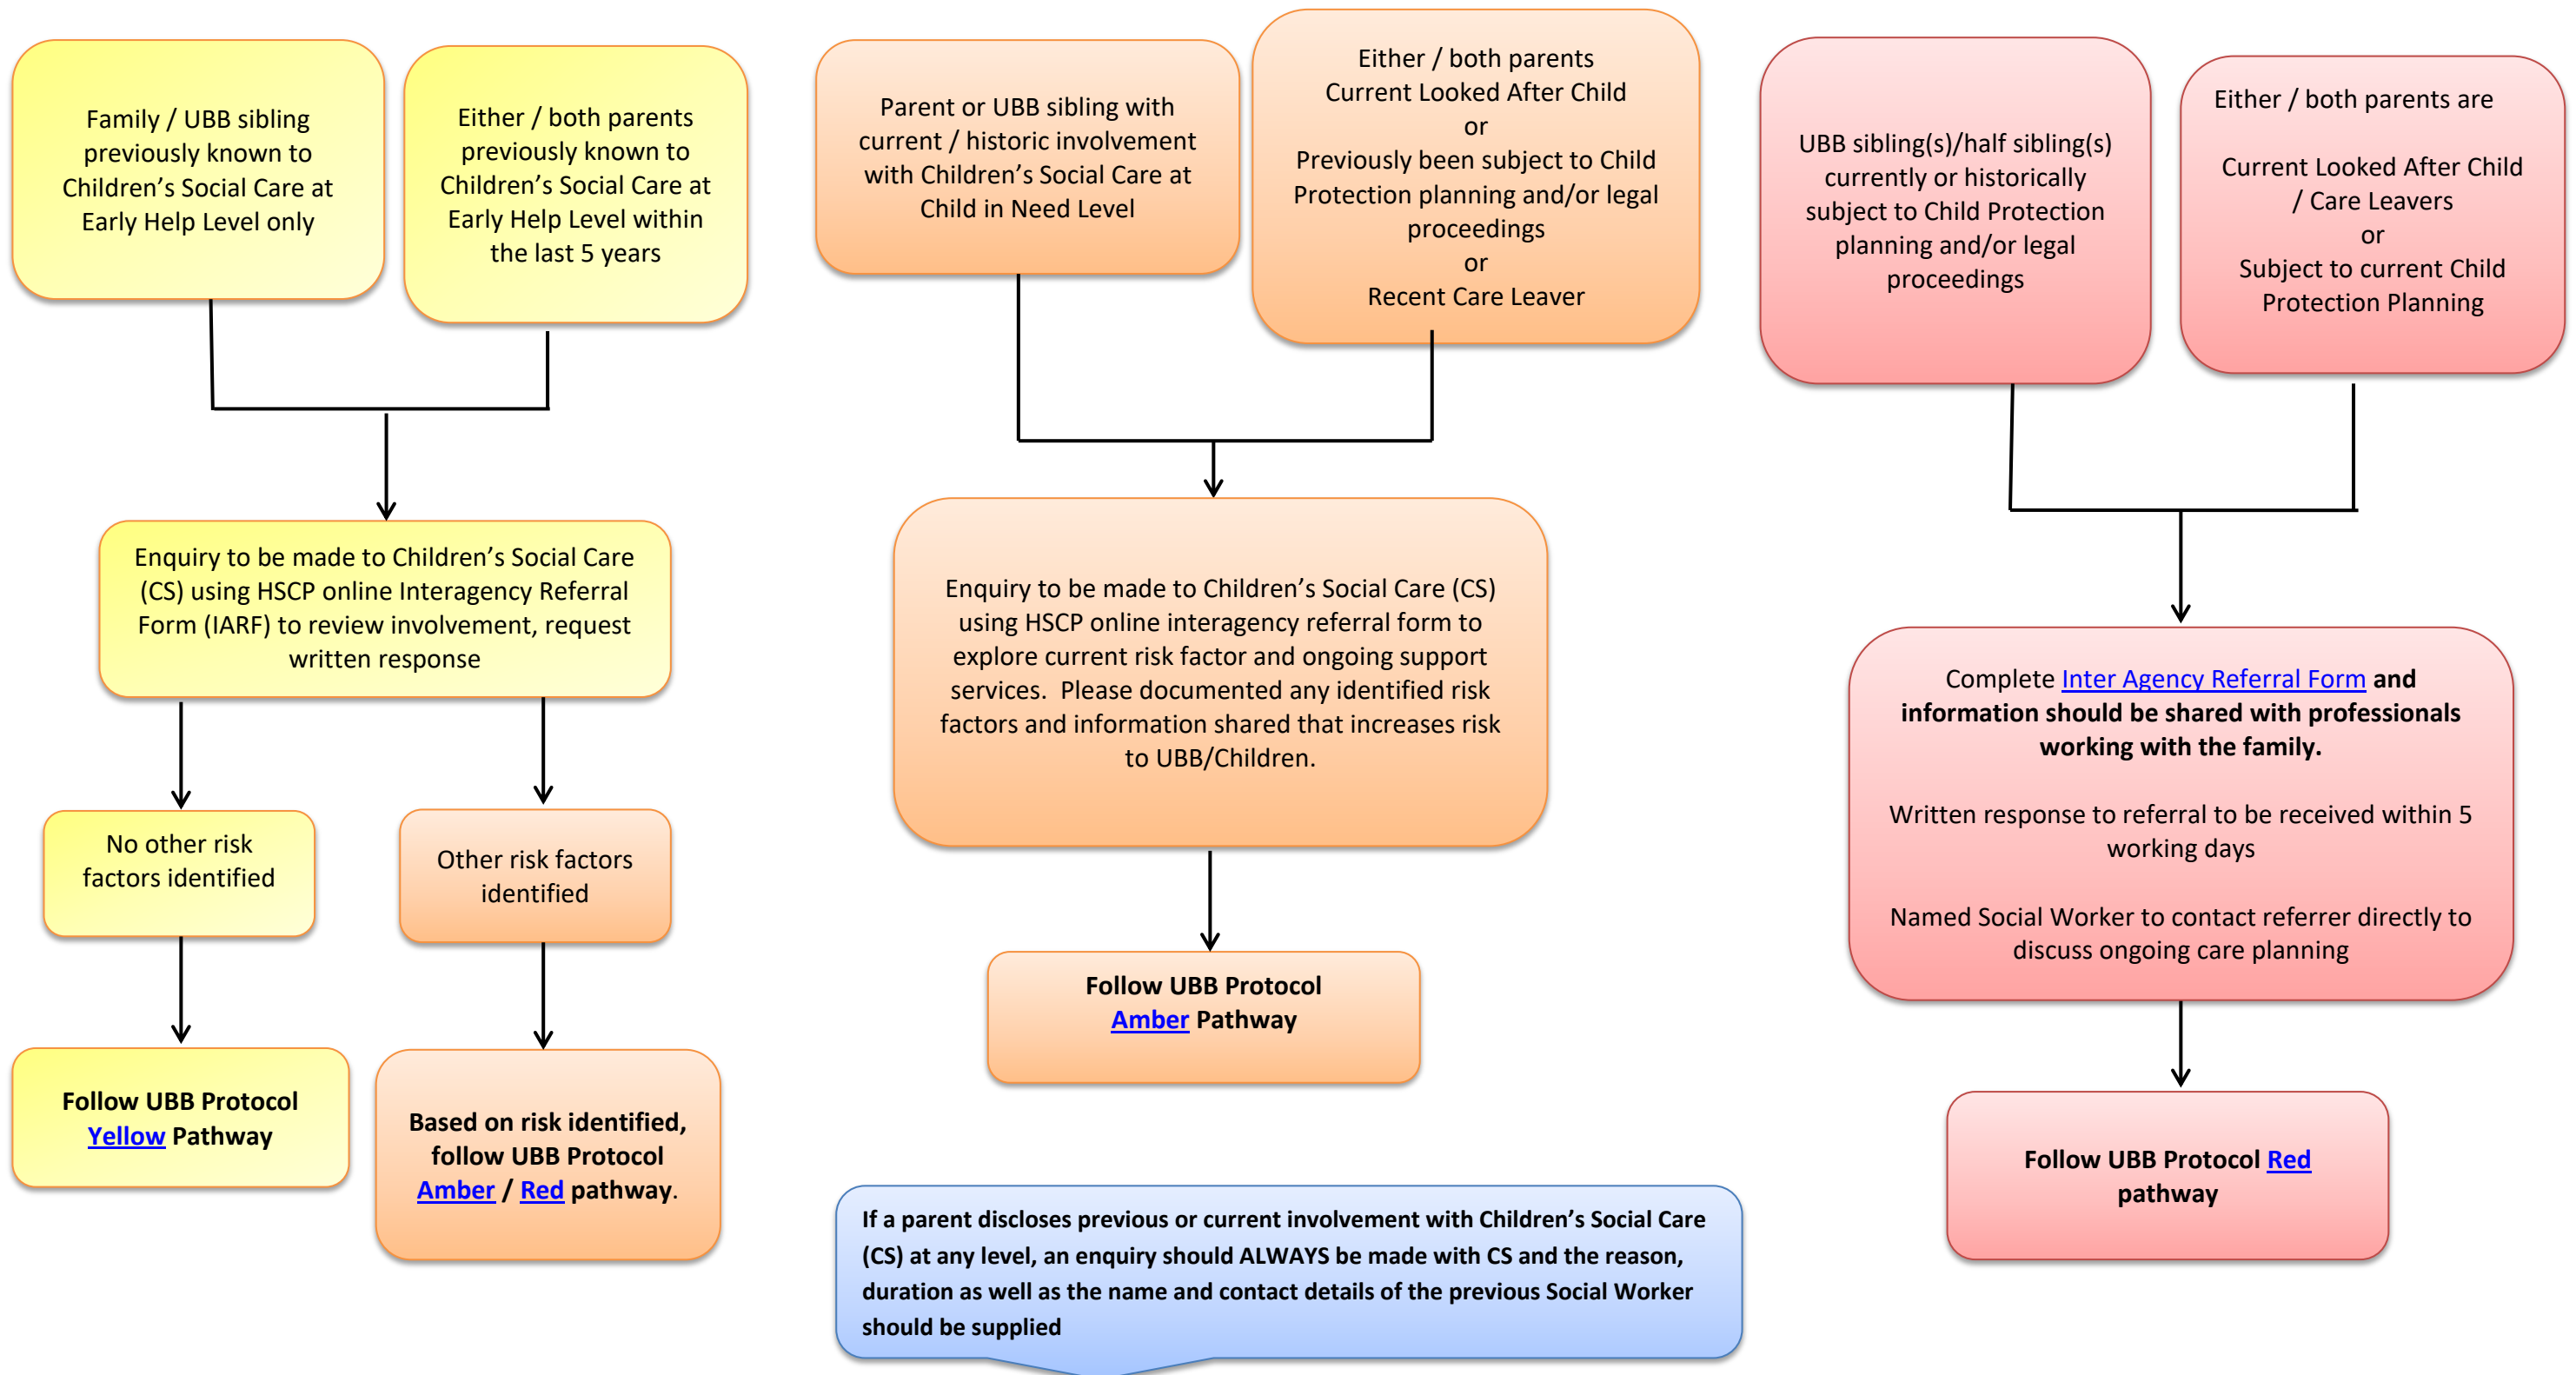 Family / UBB sibling
previously known to
Children’s Social Care at
Early Help Level only
Either / both parents
previously known to
Children’s Social Care at
Early Help Level within
the last 5 years
Enquiry to be made to Children’s Social Care
(CS) using HSCP online Interagency Referral
Form (IARF) to review involvement, request
written response
No other risk
factors identified
Other risk factors
identified
Follow UBB Protocol
Yellow Pathway
Based on risk identified,
follow UBB Protocol
Amber / Red pathway.
Parent or UBB sibling with
current / historic involvement
with Children’s Social Care at
Child in Need Level
Either / both parents
Current Looked After Child
or
Previously been subject to Child
Protection planning and/or legal
proceedings
or
Recent Care Leaver
Enquiry to be made to Children’s Social Care (CS)
using HSCP online interagency referral form to
explore current risk factor and ongoing support
services.  Please documented any identified risk
factors and information shared that increases risk
to UBB/Children.
Follow UBB Protocol
Amber Pathway
If a parent discloses previous or current involvement with Children’s Social Care
(CS) at any level, an enquiry should ALWAYS be made with CS and the reason,
duration as well as the name and contact details of the previous Social Worker
should be supplied
UBB sibling(s)/half sibling(s)
currently or historically
subject to Child Protection
planning and/or legal
proceedings
Either / both parents are
Current Looked After Child
/ Care Leavers
or
Subject to current Child
Protection Planning
Complete Inter Agency Referral Form and
information should be shared with professionals
working with the family.
Written response to referral to be received within 5
working days
Named Social Worker to contact referrer directly to
discuss ongoing care planning
Follow UBB Protocol Red
pathway